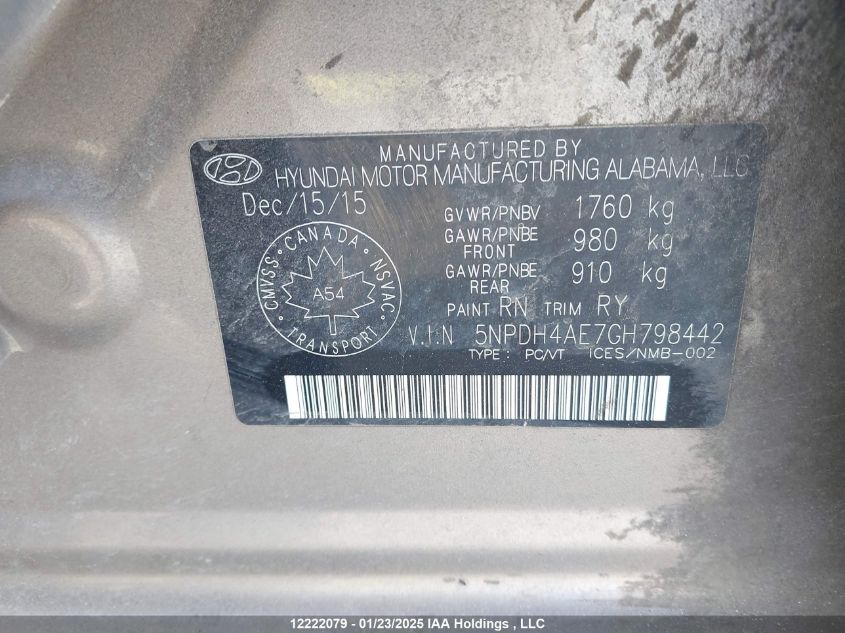 MANUFACTURED BY
HYUNDAI MOTOR MANUFACTURING ALABAMA, LLC
Dec/15/15
GVWR/PNBV 1760 kg
GAWR/PNBE FRONT 980 kg
GAWR/PNBE REAR 910 kg
CANADA
CMVSS
NSVAC
A54
TRANSPORT
PAINT RN TRIM RY
V.I.N 5NPDH4AE7GH798442
TYPE: PC/VT ICES/NMB-002
12222079 - 01/23/2025 IAA Holdings , LLC